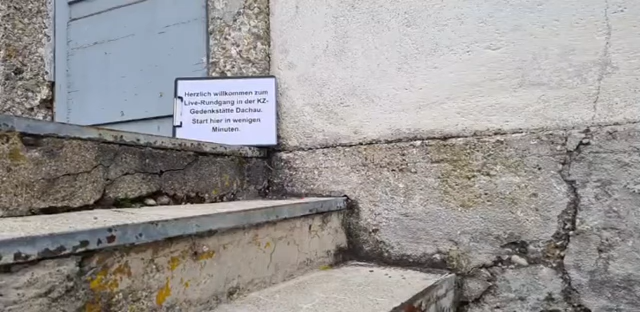 Herzlich willkommen zum
Live-Rundgang in der KZ-
Gedenkstätte Dachau.
Start hier in wenigen
Minuten.